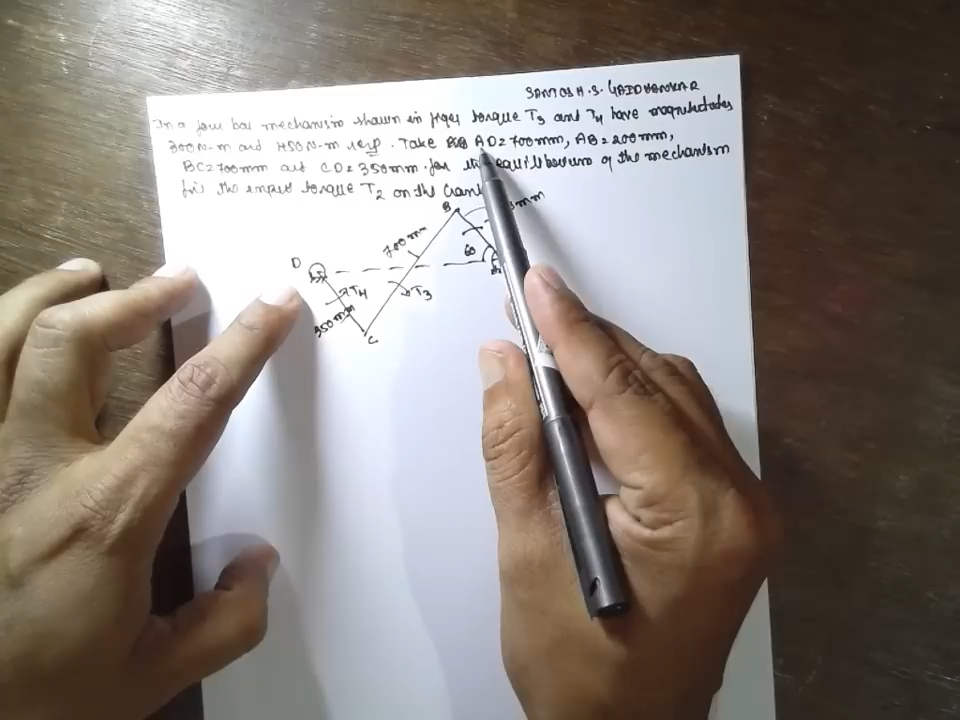 SANTOSH.S.
In a four bar mechanism shown in figer torque T3 and T4 have magnitudes
300N-m and 450N-m resp. Take AD=700mm, AB=200mm,
BC=700mm and CD=350mm. for the equilibrium of the mechanism
find the input torque T2 on the Crank
B
mm
700mm
60
D
T4
T3
350mm
C